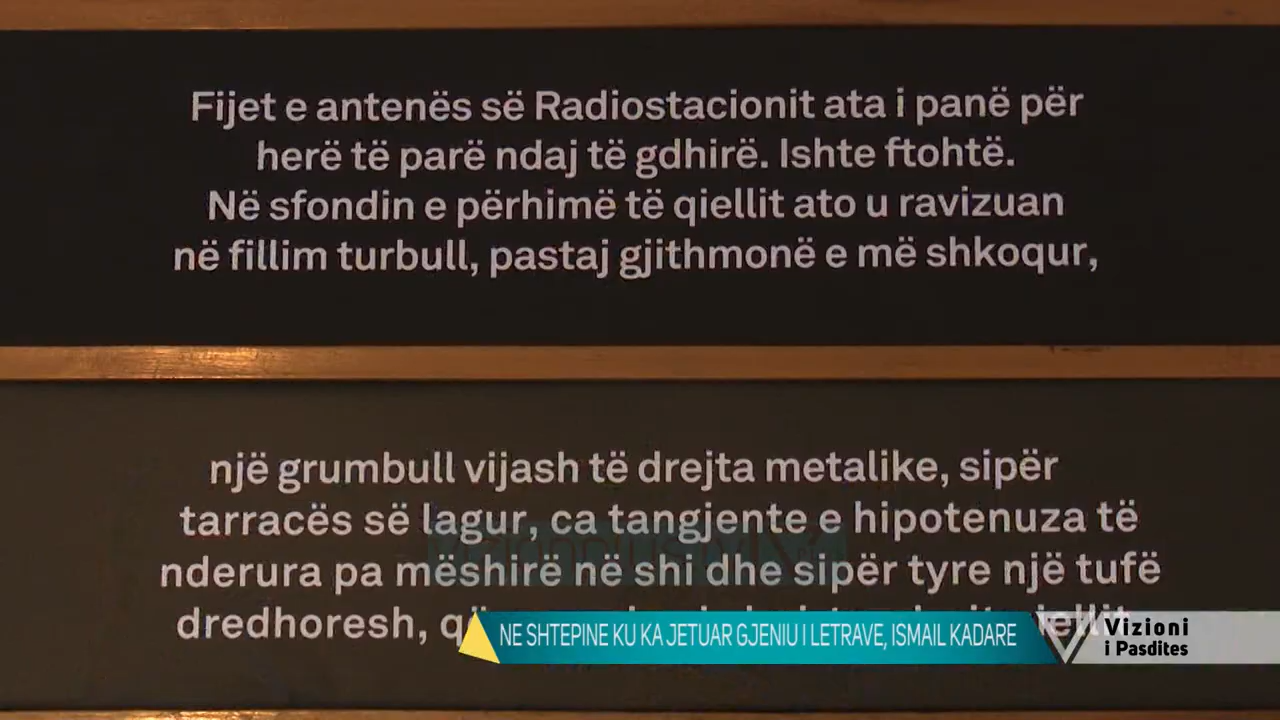 Fijet e antenës së Radiostacionit ata i panë për
herë të parë ndaj të gdhirë. Ishte ftohtë.
Në sfondin e përhimë të qiellit ato u ravizuan
në fillim turbull, pastaj gjithmonë e më shkoqur,
një grumbull vijash të drejta metalike, sipër
tarracës së lagur, ca tangjente e hipotenuza të
nderura pa mëshirë në shi dhe sipër tyre një tufë
dredhoresh,
NE SHTEPINE KU KA JETUAR GJENIU I LETRAVE, ISMAIL KADARE
Vizioni
i Pasdites